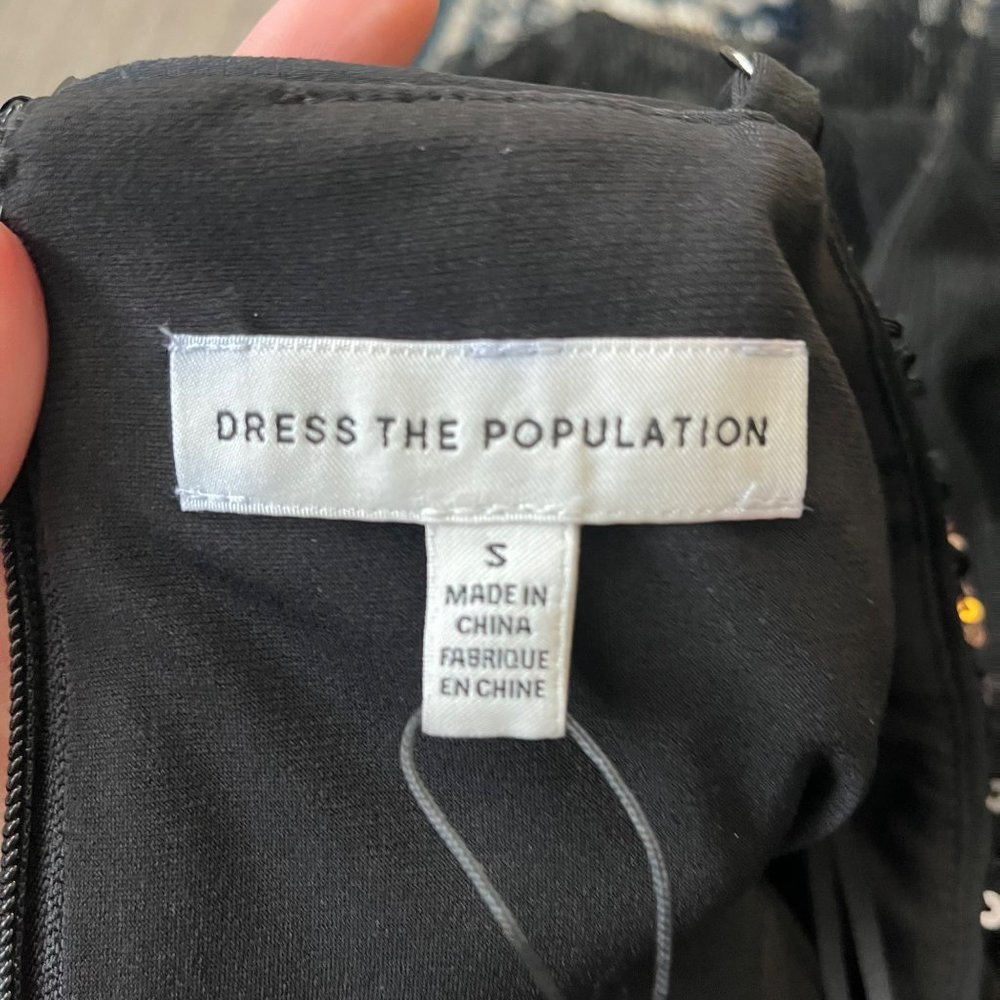 DRESS THE POPULATION
S
MADE IN
CHINA
FABRIQUE
EN CHINE